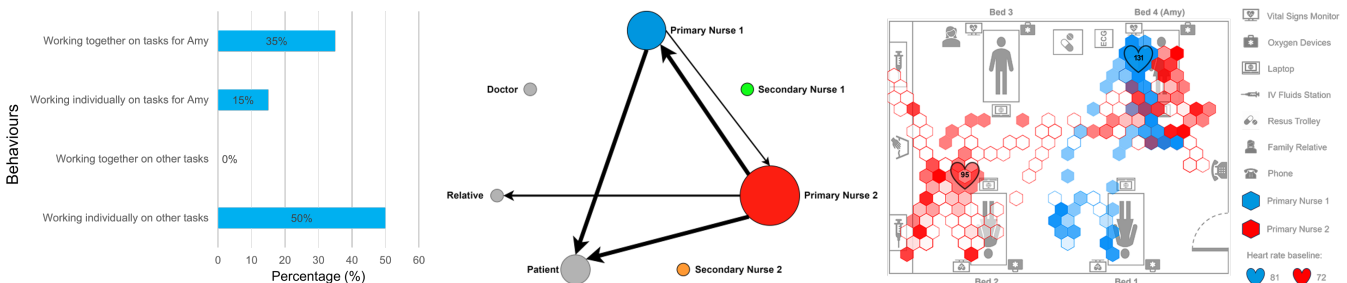 Behaviours
Working together on tasks for Amy
35%
Working individually on tasks for Amy
15%
Working together on other tasks
0%
Working individually on other tasks
50%
0 10 20 30 40 50 60
Percentage (%)
Primary Nurse 1
Doctor
Secondary Nurse 1
Relative
Primary Nurse 2
Patient
Secondary Nurse 2
Bed 3
Bed 4 (Amy)
ECG
131
95
Bed 2
Bed 1
Vital Signs Monitor
Oxygen Devices
Laptop
IV Fluids Station
Resus Trolley
Family Relative
Phone
Primary Nurse 1
Primary Nurse 2
Heart rate baseline:
81 72